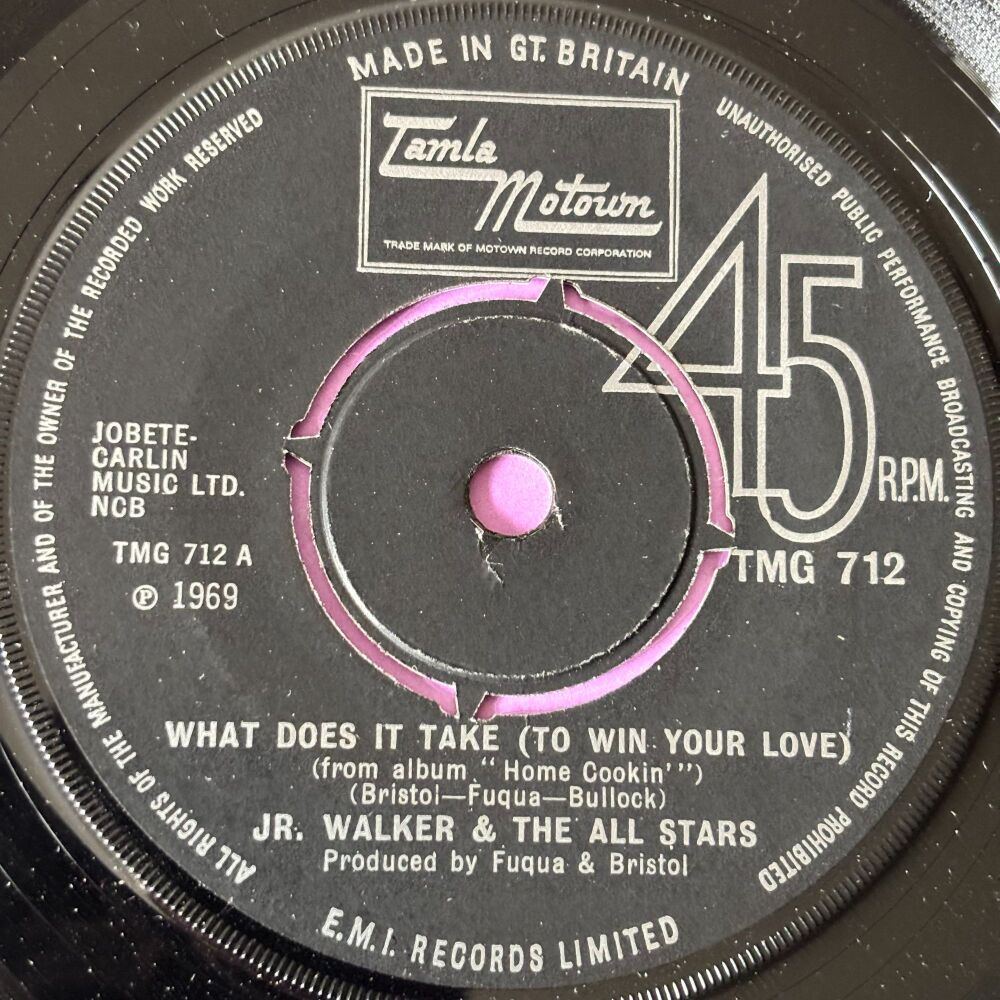 MADE IN GT. BRITAIN
Tamla
Motown
TRADE MARK OF MOTOWN RECORD CORPORATION
ALL RIGHTS OF THE MANUFACTURER AND OF THE OWNER OF THE RECORDED WORK RESERVED
UNAUTHORISED PUBLIC PERFORMANCE BROADCASTING AND COPYING OF THIS RECORD PROHIBITED
45
R.P.M.
JOBETE-
CARLIN
MUSIC LTD.
NCB
TMG 712 A
℗ 1969
TMG 712
WHAT DOES IT TAKE (TO WIN YOUR LOVE)
(from album "Home Cookin'")
(Bristol—Fuqua—Bullock)
JR. WALKER & THE ALL STARS
Produced by Fuqua & Bristol
E.M.I. RECORDS LIMITED